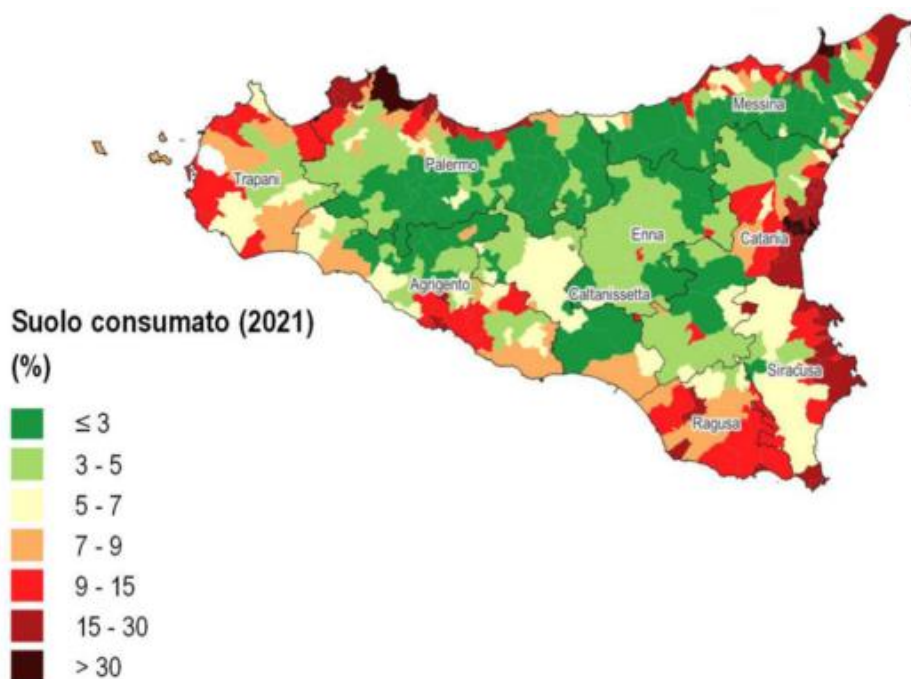 Messina
Palermo
Trapani
Enna
Catania
Agrigento
Caltanissetta
Siracusa
Ragusa
Suolo consumato (2021)
(%)
≤ 3
3 - 5
5 - 7
7 - 9
9 - 15
15 - 30
> 30